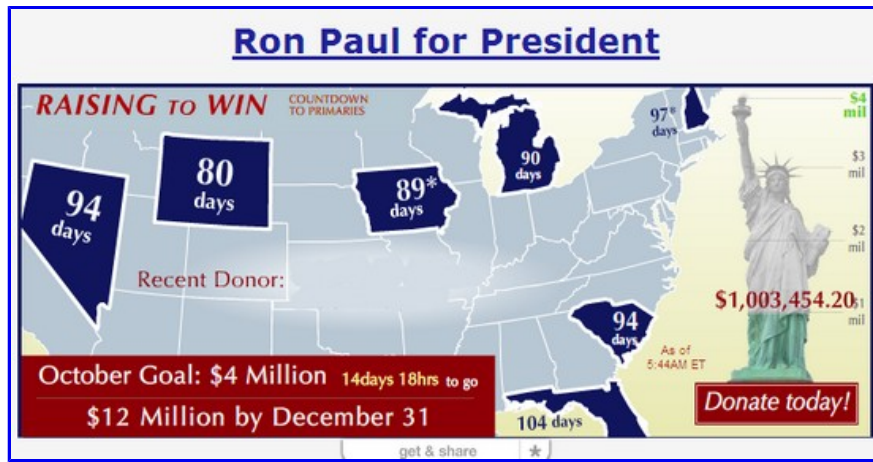 Ron Paul for President
RAISING TO WIN
COUNTDOWN
TO PRIMARIES
97*
days
$4
mil
90
days
80
days
$3
mil
89*
days
94
days
$2
mil
Recent Donor:
$1,003,454.20
$1
mil
94
days
As of
5:44AM ET
October Goal: $4 Million 14days 18hrs to go
$12 Million by December 31
104 days
Donate today!
get & share